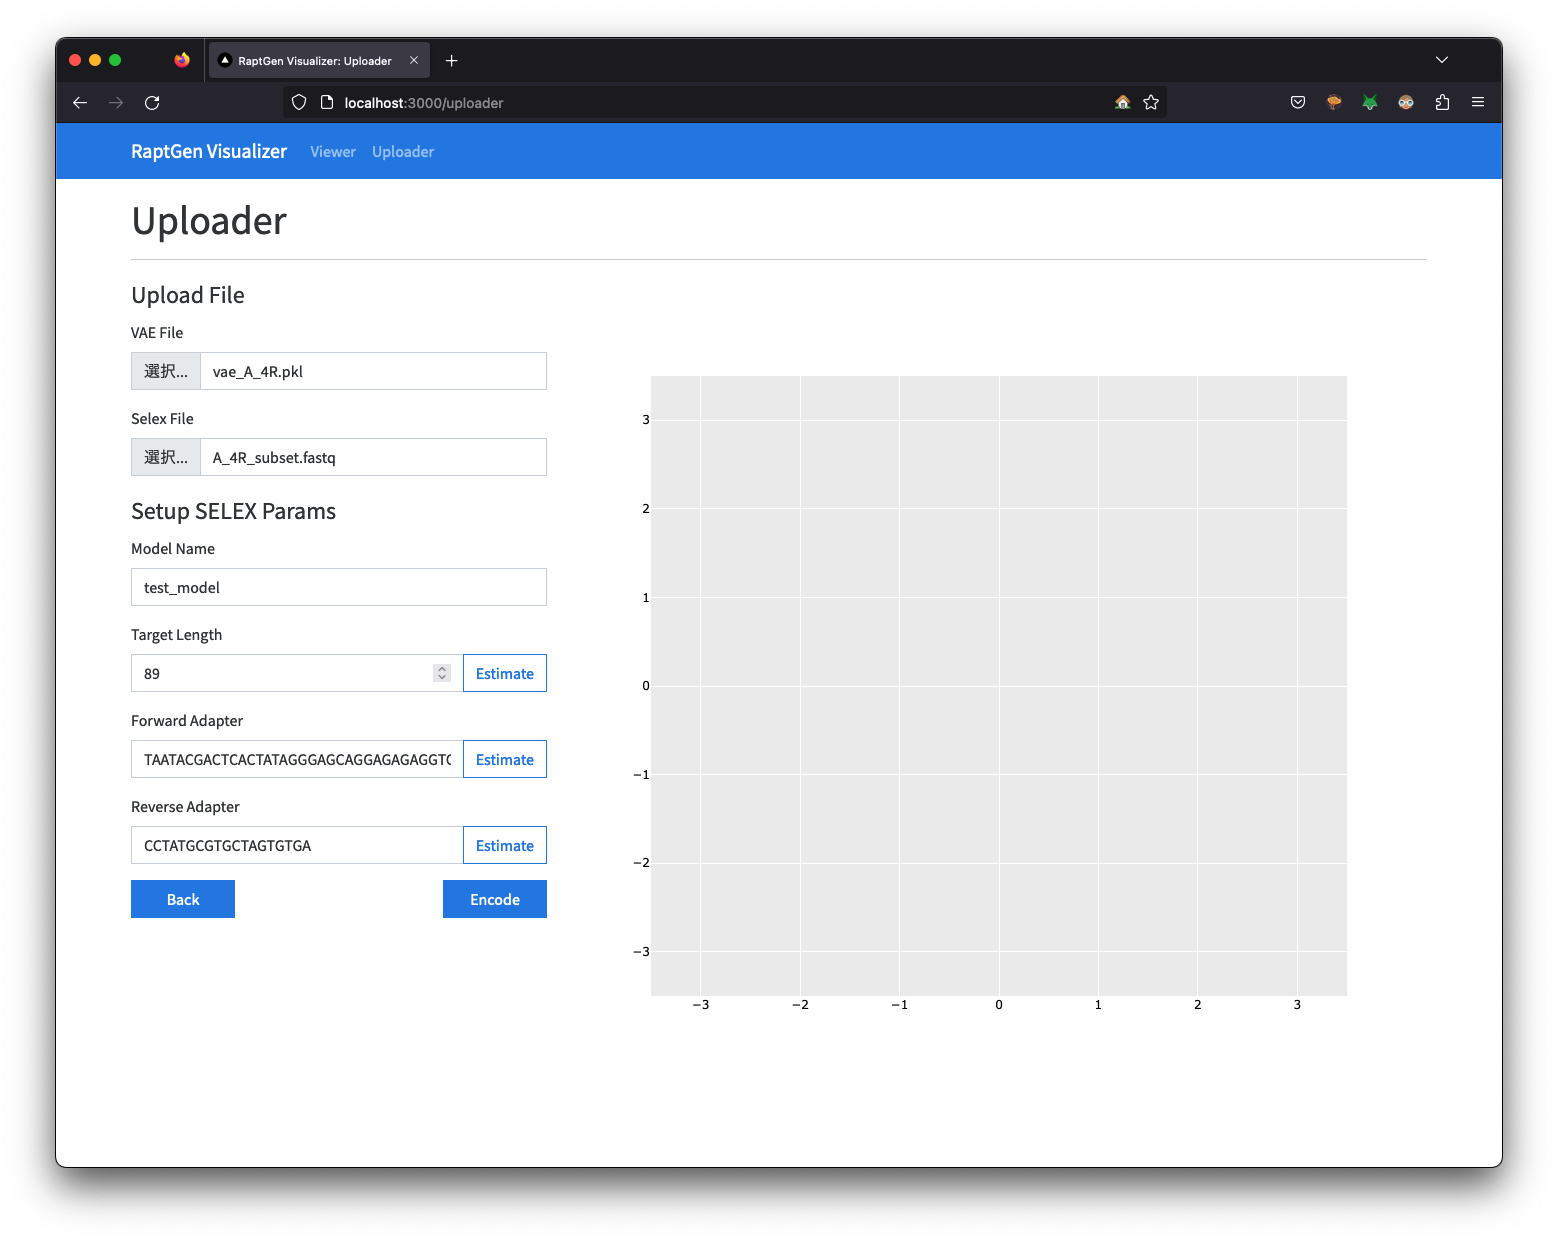 RaptGen Visualizer: Uploader
localhost:3000/uploader
RaptGen Visualizer Viewer Uploader
Uploader
Upload File
VAE File
選択... vae_A_4R.pkl
Selex File
選択... A_4R_subset.fastq
Setup SELEX Params
Model Name
test_model
Target Length
89 Estimate
Forward Adapter
TAATACGACTCACTATAGGGAGCAGGAGAGAGGTC Estimate
Reverse Adapter
CCTATGCGTGCTAGTGTGA Estimate
Back Encode
3
2
1
0
−1
−2
−3
−3 −2 −1 0 1 2 3